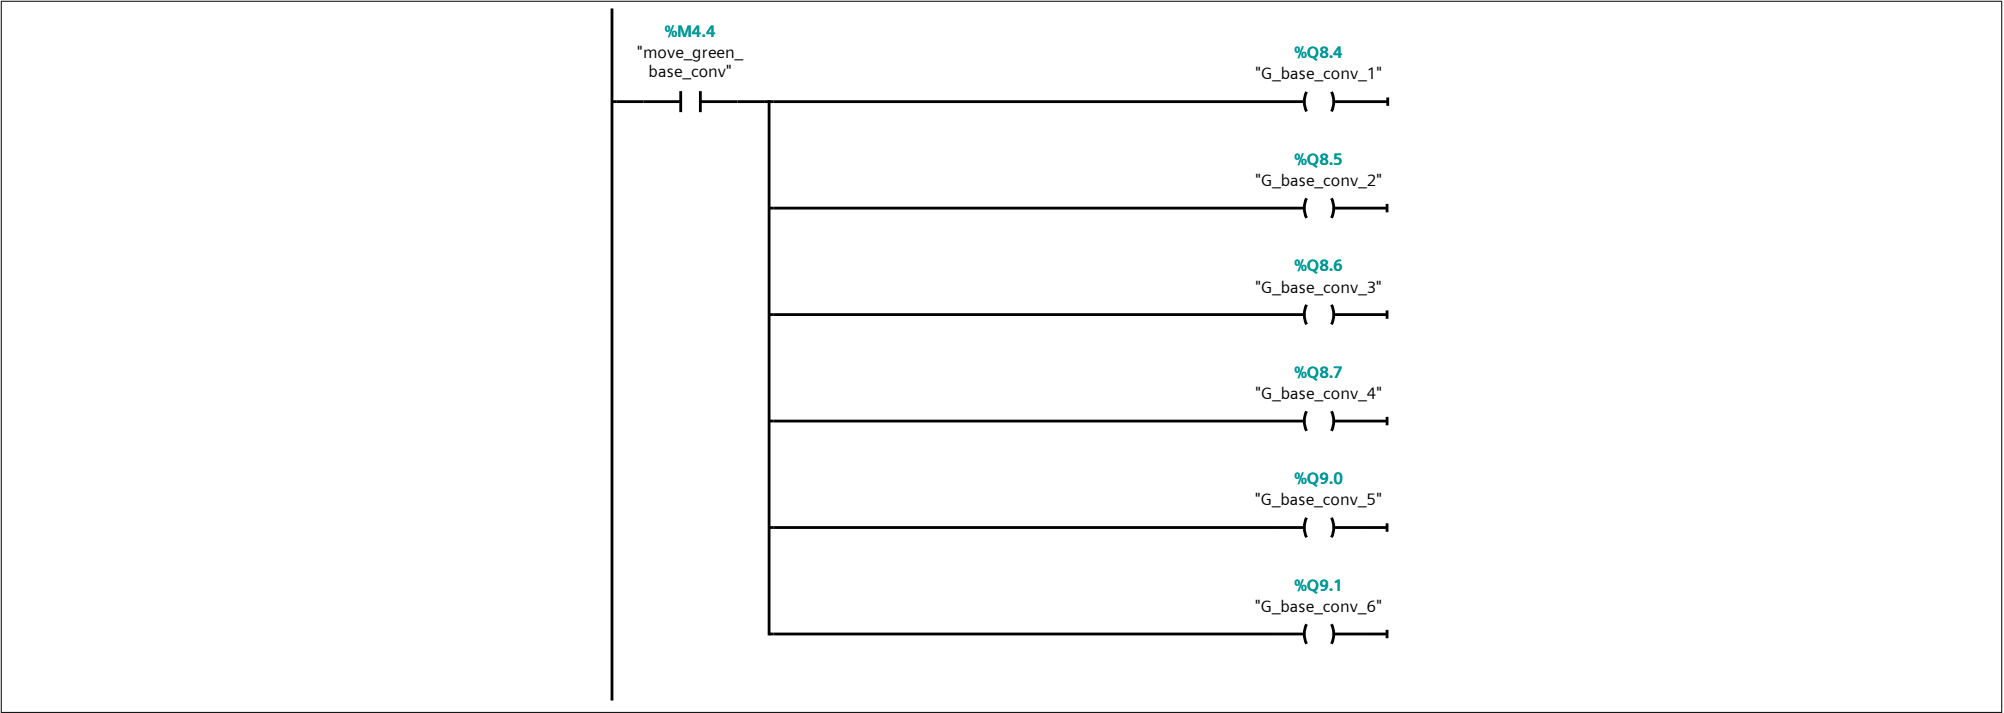 %M4.4
"move_green_
base_conv"
%Q8.4
"G_base_conv_1"
%Q8.5
"G_base_conv_2"
%Q8.6
"G_base_conv_3"
%Q8.7
"G_base_conv_4"
%Q9.0
"G_base_conv_5"
%Q9.1
"G_base_conv_6"